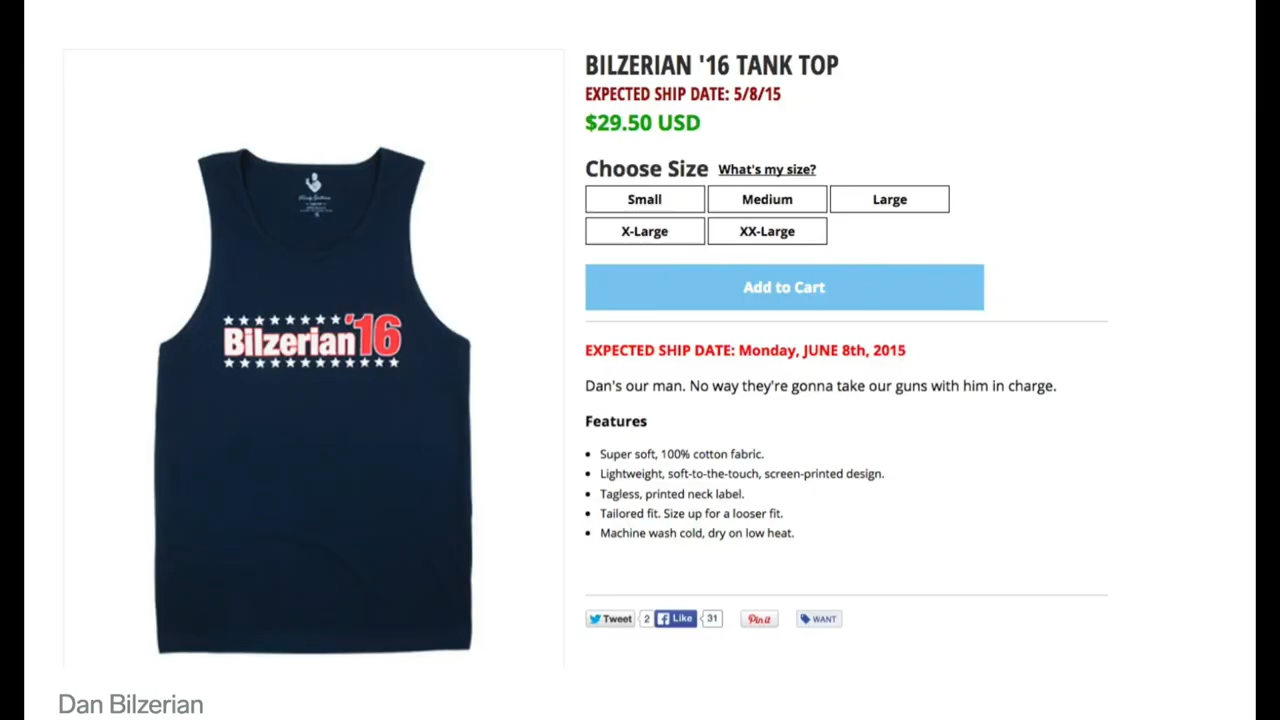 BILZERIAN '16 TANK TOP
EXPECTED SHIP DATE: 5/8/15
$29.50 USD
Choose Size What's my size?
Small Medium Large
X-Large XX-Large
Add to Cart
EXPECTED SHIP DATE: Monday, JUNE 8th, 2015
Dan's our man. No way they're gonna take our guns with him in charge.
Features
• Super soft, 100% cotton fabric.
• Lightweight, soft-to-the-touch, screen-printed design.
• Tagless, printed neck label.
• Tailored fit. Size up for a looser fit.
• Machine wash cold, dry on low heat.
Tweet 2 Like 31 Pin it WANT
Bilzerian '16
Dan Bilzerian